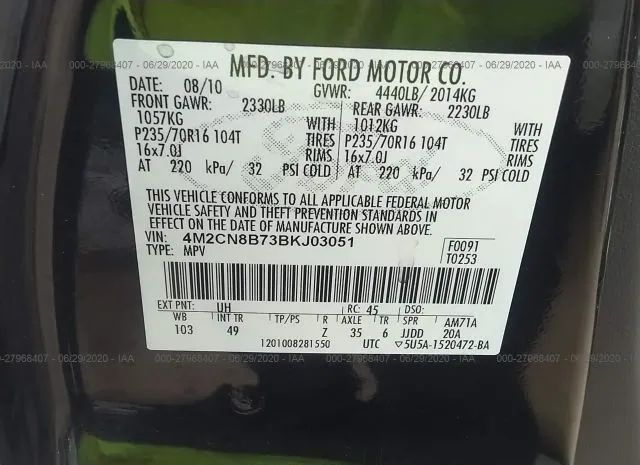 000-27968407 - 06/29/2020 - IAA
MFD. BY FORD MOTOR CO.
DATE: 08/10 GVWR: 4440LB/ 2014KG
FRONT GAWR: 2330LB REAR GAWR: 2230LB
1057KG WITH 1012KG WITH
P235/70R16 104T TIRES P235/70R16 104T TIRES
16x7.0J RIMS 16x7.0J RIMS
AT 220 kPa/ 32 PSI COLD AT 220 kPa/ 32 PSI COLD
THIS VEHICLE CONFORMS TO ALL APPLICABLE FEDERAL MOTOR
VEHICLE SAFETY AND THEFT PREVENTION STANDARDS IN
EFFECT ON THE DATE OF MANUFACTURE SHOWN ABOVE.
VIN: 4M2CN8B73BKJ03051 F0091
TYPE: MPV T0253
EXT PNT: UH RC: 45 DSO:
WB INT TR TP/PS R AXLE TR SPR AM71A
103 49 Z 35 6 JJDD 20A
1201008281550 UTC 5U5A-1520472-BA